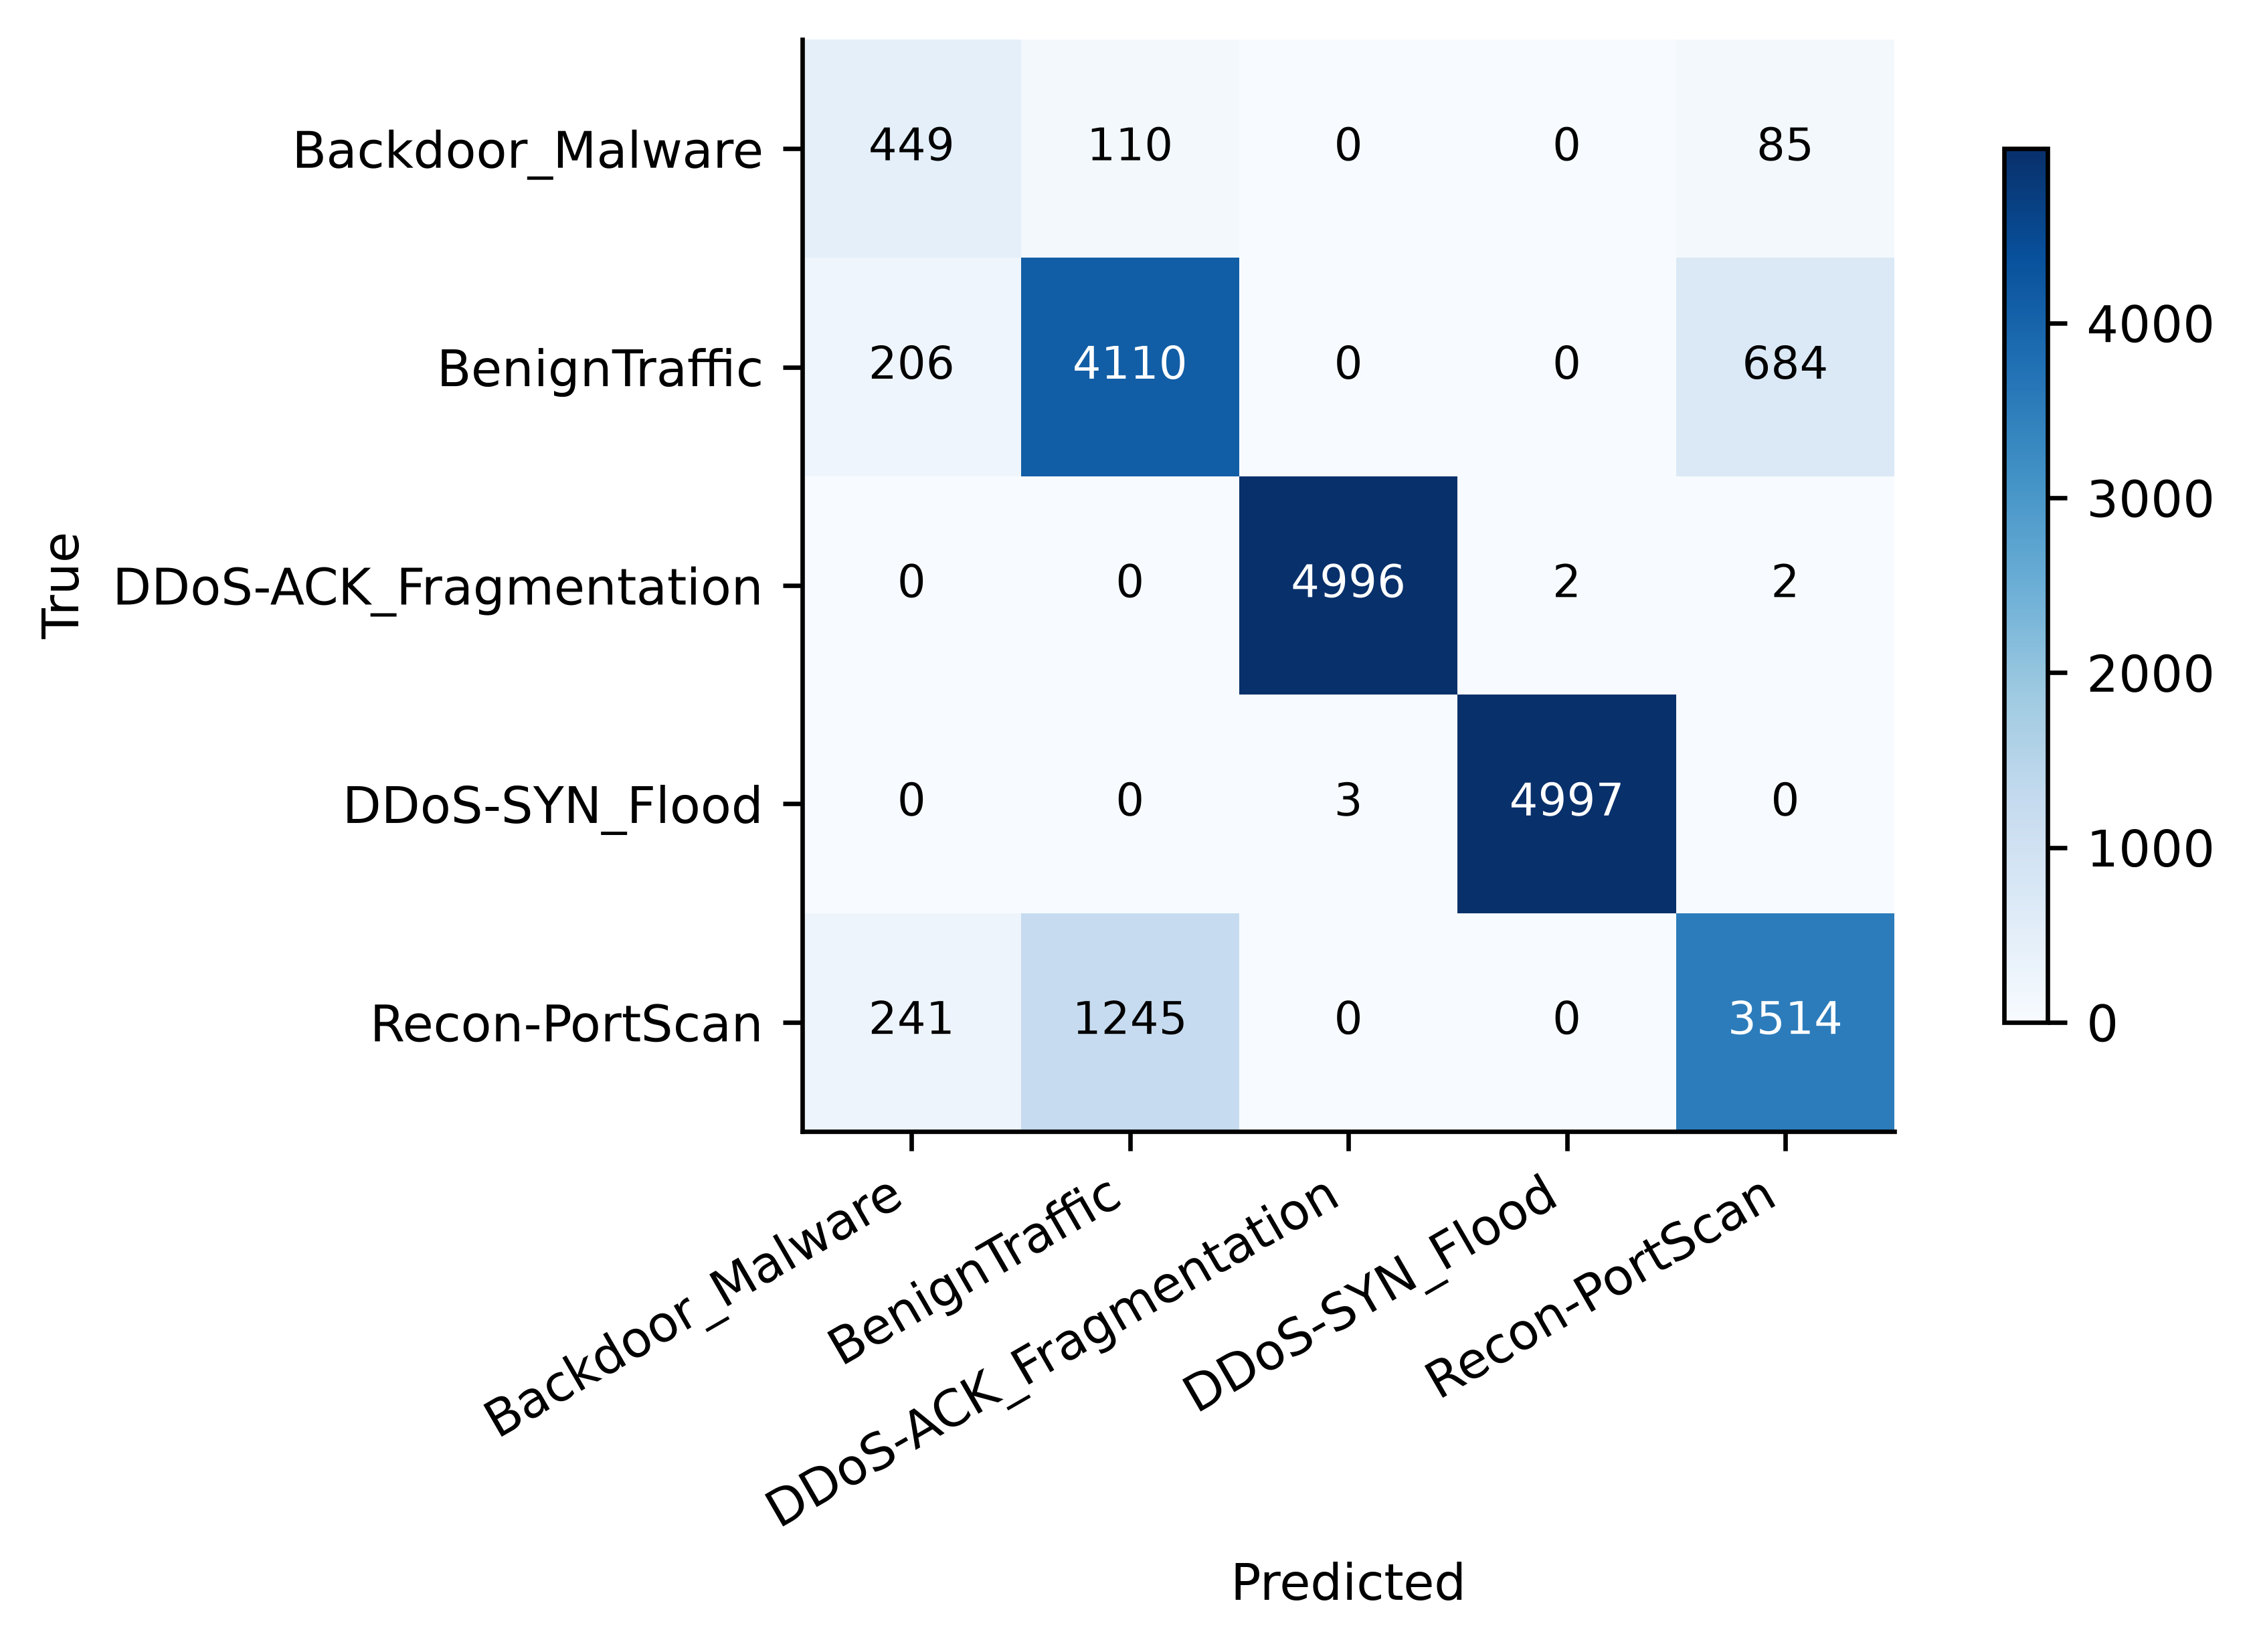 Backdoor_Malware 449 110 0 0 85
BenignTraffic 206 4110 0 0 684
DDoS-ACK_Fragmentation 0 0 4996 2 2
DDoS-SYN_Flood 0 0 3 4997 0
Recon-PortScan 241 1245 0 0 3514
True
Backdoor_Malware
BenignTraffic
DDoS-ACK_Fragmentation
DDoS-SYN_Flood
Recon-PortScan
Predicted
4000
3000
2000
1000
0